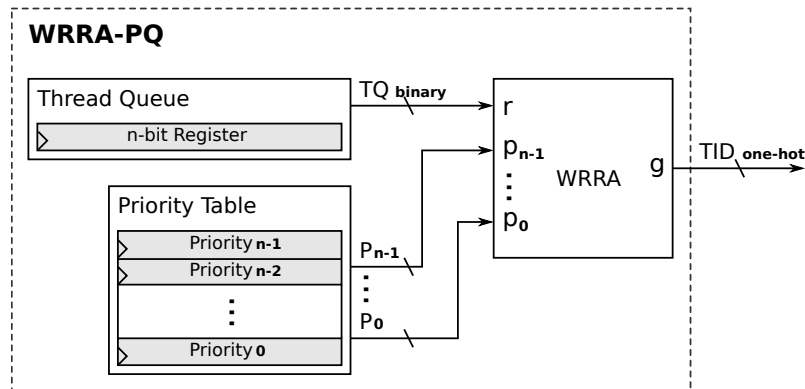 WRRA-PQ
Thread Queue
n-bit Register
TQ binary
r
pn-1
p0
WRRA
g
TID one-hot
Priority Table
Priority n-1
Priority n-2
Priority 0
Pn-1
P0